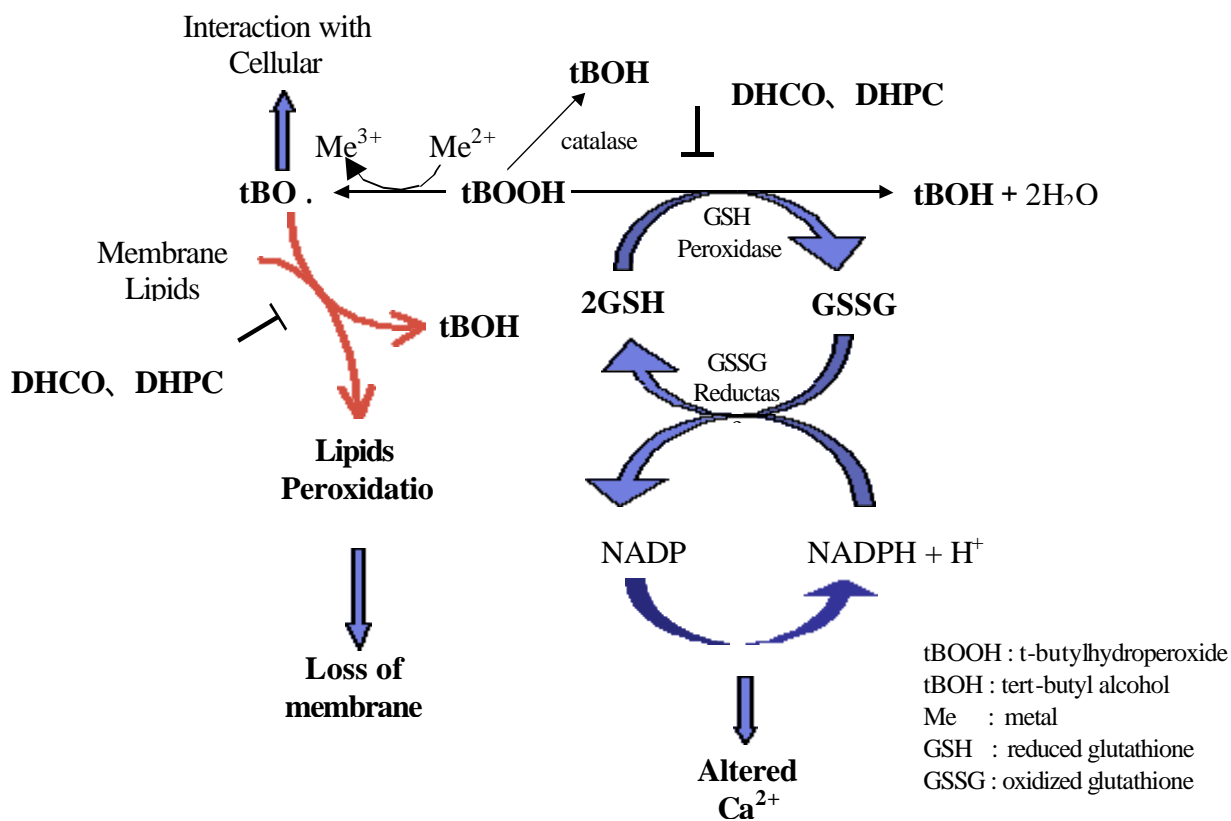 Interaction with
Cellular
tBOH
DHCO、DHPC
Me³⁺
Me²⁺
catalase
tBO .
tBOOH
tBOH + 2H₂O
GSH
Peroxidase
Membrane
Lipids
2GSH
GSSG
tBOH
GSSG
Reductas
DHCO、DHPC
Lipids
Peroxidatio
NADP
NADPH + H⁺
Loss of
membrane
tBOOH : t-butylhydroperoxide
tBOH : tert-butyl alcohol
Me : metal
GSH : reduced glutathione
GSSG : oxidized glutathione
Altered
Ca²⁺